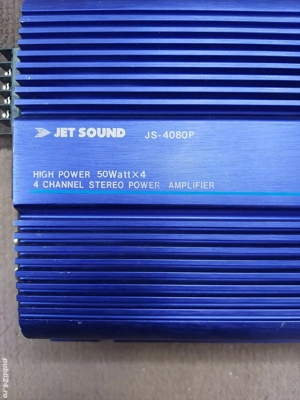 JET SOUND JS-4080P
HIGH POWER 50Watt×4
4 CHANNEL STEREO POWER AMPLIFIER
publi24.ro